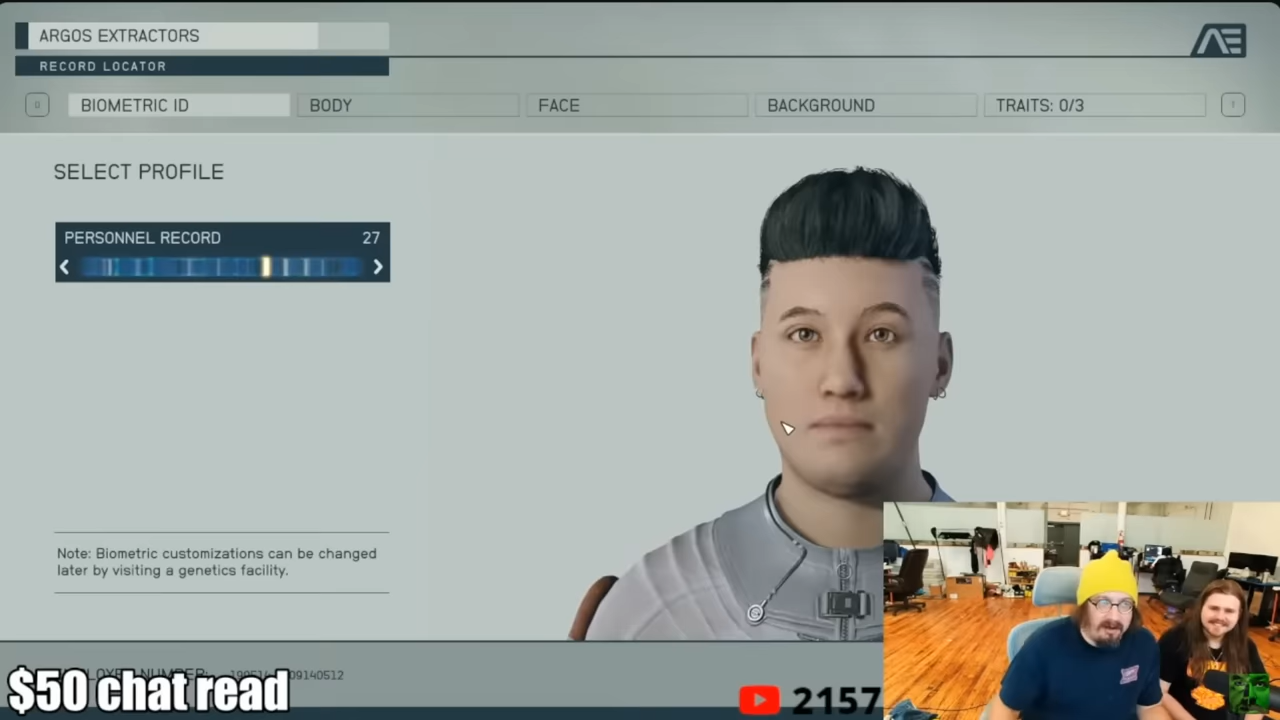 ARGOS EXTRACTORS
RECORD LOCATOR
AE
BIOMETRIC ID
BODY
FACE
BACKGROUND
TRAITS: 0/3
SELECT PROFILE
PERSONNEL RECORD 27
Note: Biometric customizations can be changed
later by visiting a genetics facility.
$50 chat read
2157